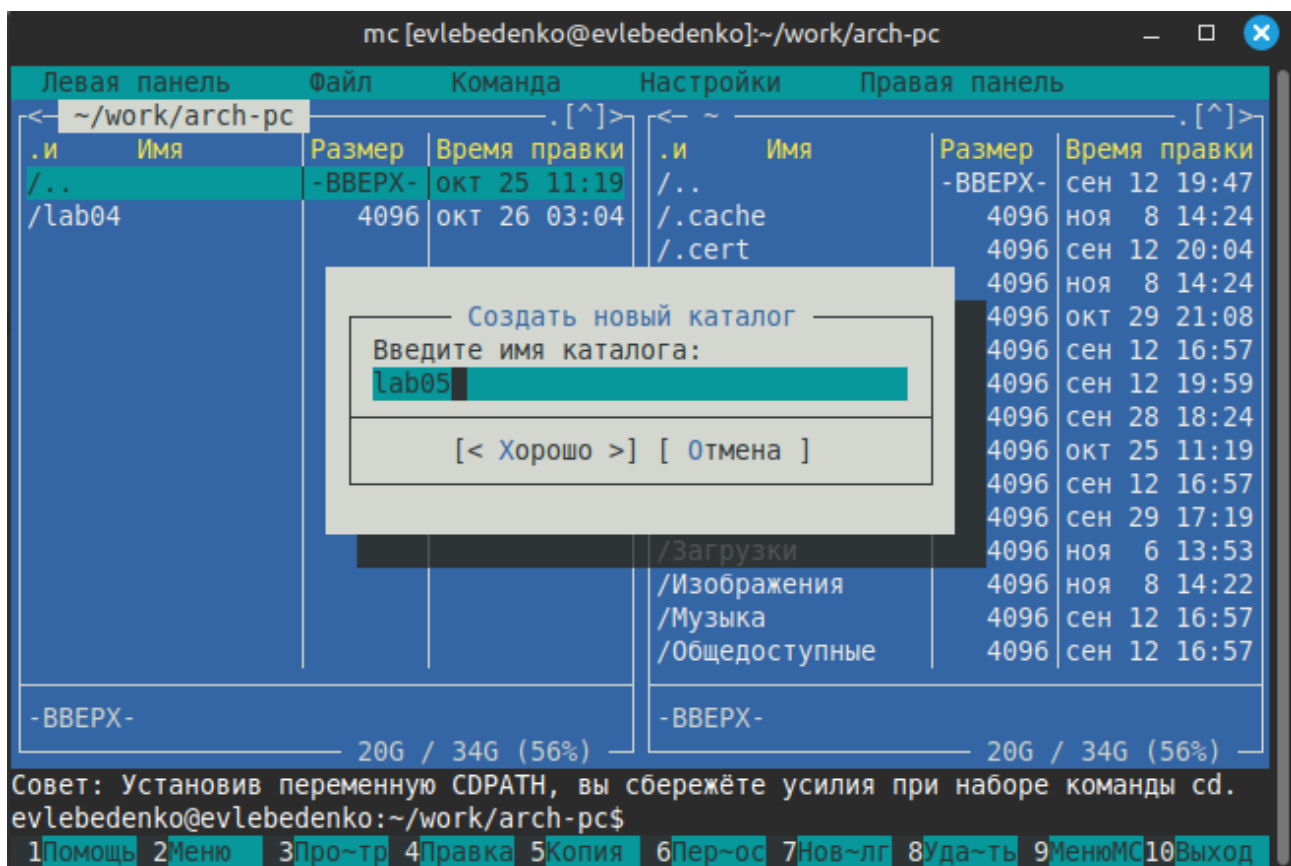 mc [evlebedenko@evlebedenko]:~/work/arch-pc
Левая панель Файл Команда Настройки Правая панель
<— ~/work/arch-pc .[^]> <— ~ .[^]>
.и Имя Размер Время правки .и Имя Размер Время правки
/.. -ВВЕРХ- окт 25 11:19 /.. -ВВЕРХ- сен 12 19:47
/lab04 4096 окт 26 03:04 /.cache 4096 ноя 8 14:24
/.cert 4096 сен 12 20:04
4096 ноя 8 14:24
Создать новый каталог 4096 окт 29 21:08
Введите имя каталога: 4096 сен 12 16:57
lab05 4096 сен 12 19:59
4096 сен 28 18:24
[< Хорошо >] [ Отмена ] 4096 окт 25 11:19
4096 сен 12 16:57
4096 сен 29 17:19
/Загрузки 4096 ноя 6 13:53
/Изображения 4096 ноя 8 14:22
/Музыка 4096 сен 12 16:57
/Общедоступные 4096 сен 12 16:57
-ВВЕРХ- -ВВЕРХ-
20G / 34G (56%) 20G / 34G (56%)
Совет: Установив переменную CDPATH, вы сбережёте усилия при наборе команды cd.
evlebedenko@evlebedenko:~/work/arch-pc$
1Помощь 2Меню 3Про~тр 4Правка 5Копия 6Пер~ос 7Нов~лг 8Уда~ть 9МенюMC 10Выход